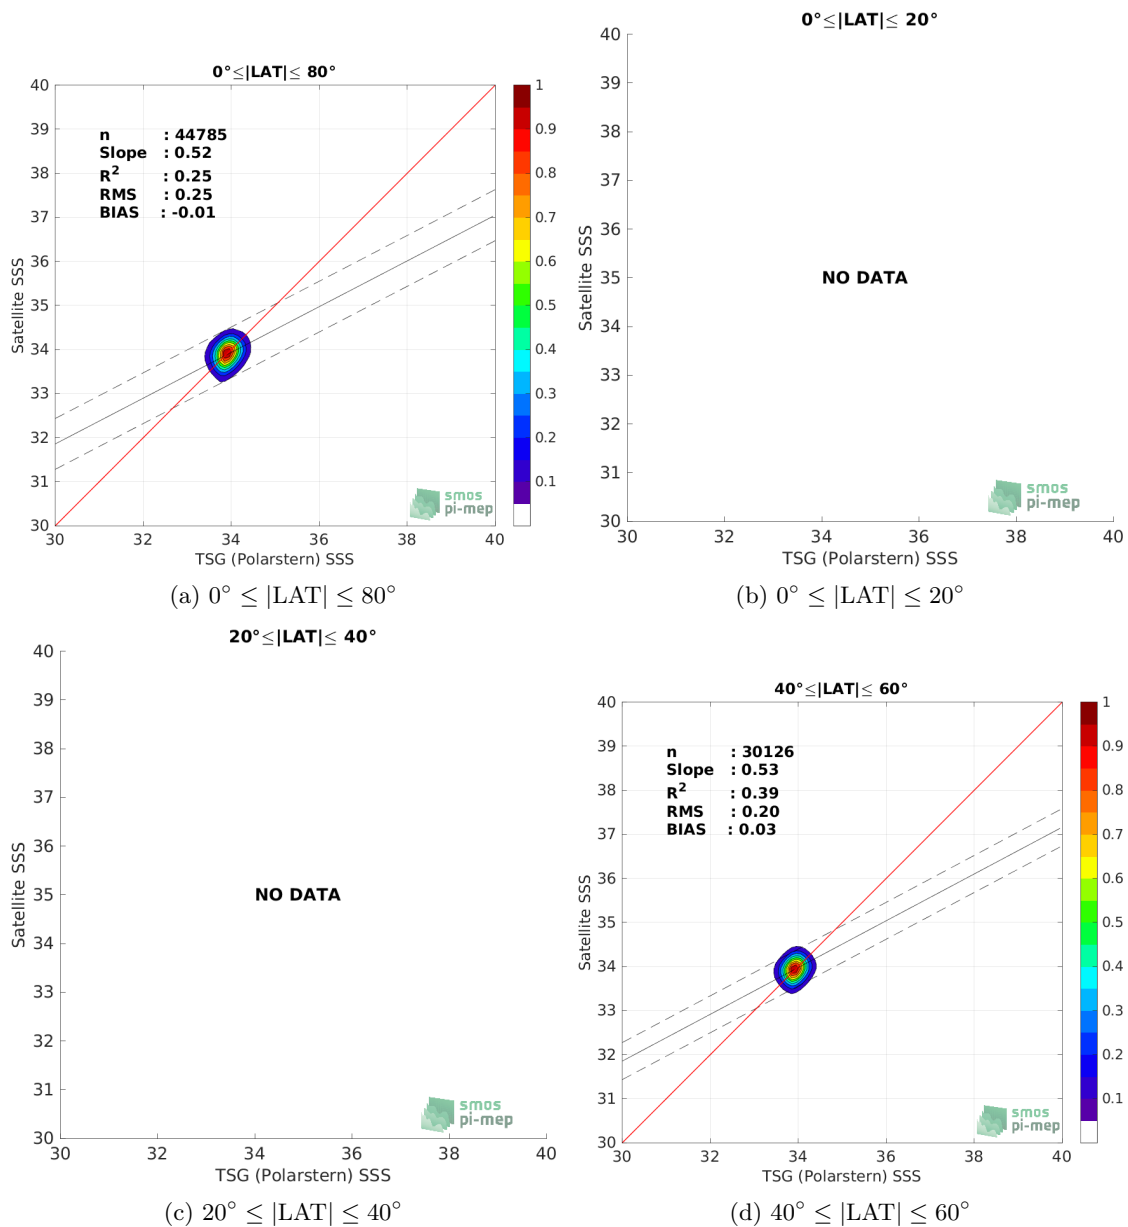 0°≤|LAT|≤ 80°
40
39
38
37
36
35
34
33
32
31
30
Satellite SSS
n : 44785
Slope : 0.52
R² : 0.25
RMS : 0.25
BIAS : -0.01
smos
pi-mep
30 32 34 36 38 40
TSG (Polarstern) SSS
1
0.9
0.8
0.7
0.6
0.5
0.4
0.3
0.2
0.1
(a) 0° ≤ |LAT| ≤ 80°
0°≤|LAT|≤ 20°
40
39
38
37
36
35
34
33
32
31
30
Satellite SSS
NO DATA
smos
pi-mep
30 32 34 36 38 40
TSG (Polarstern) SSS
(b) 0° ≤ |LAT| ≤ 20°
20°≤|LAT|≤ 40°
40
39
38
37
36
35
34
33
32
31
30
Satellite SSS
NO DATA
smos
pi-mep
30 32 34 36 38 40
TSG (Polarstern) SSS
(c) 20° ≤ |LAT| ≤ 40°
40°≤|LAT|≤ 60°
40
39
38
37
36
35
34
33
32
31
30
Satellite SSS
n : 30126
Slope : 0.53
R² : 0.39
RMS : 0.20
BIAS : 0.03
smos
pi-mep
30 32 34 36 38 40
TSG (Polarstern) SSS
1
0.9
0.8
0.7
0.6
0.5
0.4
0.3
0.2
0.1
(d) 40° ≤ |LAT| ≤ 60°